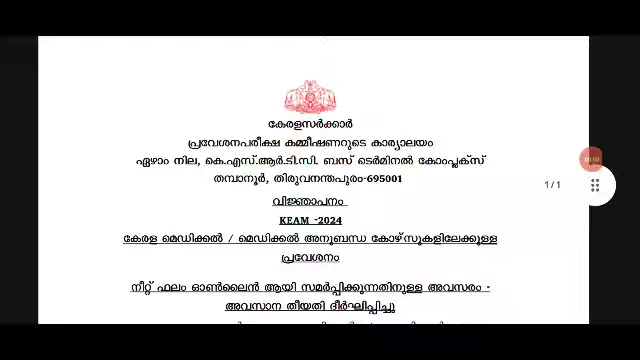 കേരളസർക്കാർ
പ്രവേശനപരീക്ഷ കമ്മീഷണറുടെ കാര്യാലയം
ഏഴാം നില, കെ.എസ്.ആർ.ടി.സി. ബസ് ടെർമിനൽ കോംപ്ലക്സ്
തമ്പാനൂർ, തിരുവനന്തപുരം-695001
1/1
വിജ്ഞാപനം
KEAM -2024
കേരള മെഡിക്കൽ / മെഡിക്കൽ അനുബന്ധ കോഴ്‌സുകളിലേക്കുള്ള
പ്രവേശനം
നീറ്റ് ഫലം ഓൺലൈൻ ആയി സമർപ്പിക്കുന്നതിനുള്ള അവസരം -
അവസാന തീയതി ദീർഘിപ്പിച്ചു